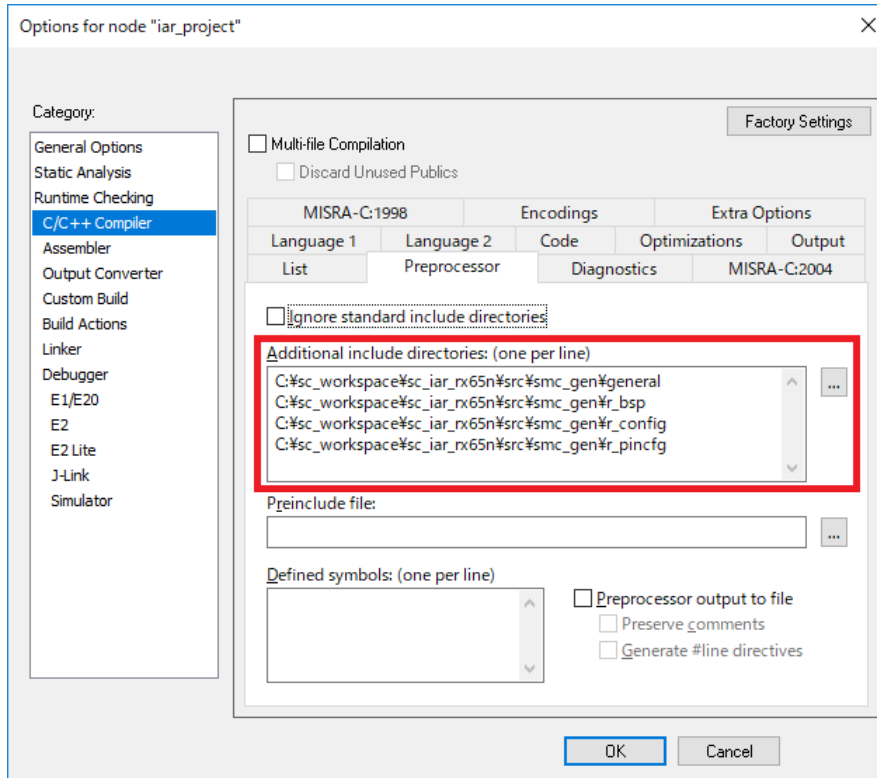 Options for node "iar_project"
Category:
General Options
Static Analysis
Runtime Checking
C/C++ Compiler
Assembler
Output Converter
Custom Build
Build Actions
Linker
Debugger
E1/E20
E2
E2 Lite
J-Link
Simulator
Factory Settings
Multi-file Compilation
Discard Unused Publics
MISRA-C:1998 Encodings Extra Options
Language 1 Language 2 Code Optimizations Output
List Preprocessor Diagnostics MISRA-C:2004
Ignore standard include directories
Additional include directories: (one per line)
C:¥sc_workspace¥sc_iar_rx65n¥src¥smc_gen¥general
C:¥sc_workspace¥sc_iar_rx65n¥src¥smc_gen¥r_bsp
C:¥sc_workspace¥sc_iar_rx65n¥src¥smc_gen¥r_config
C:¥sc_workspace¥sc_iar_rx65n¥src¥smc_gen¥r_pincfg
...
Preinclude file:
...
Defined symbols: (one per line)
Preprocessor output to file
Preserve comments
Generate #line directives
OK Cancel